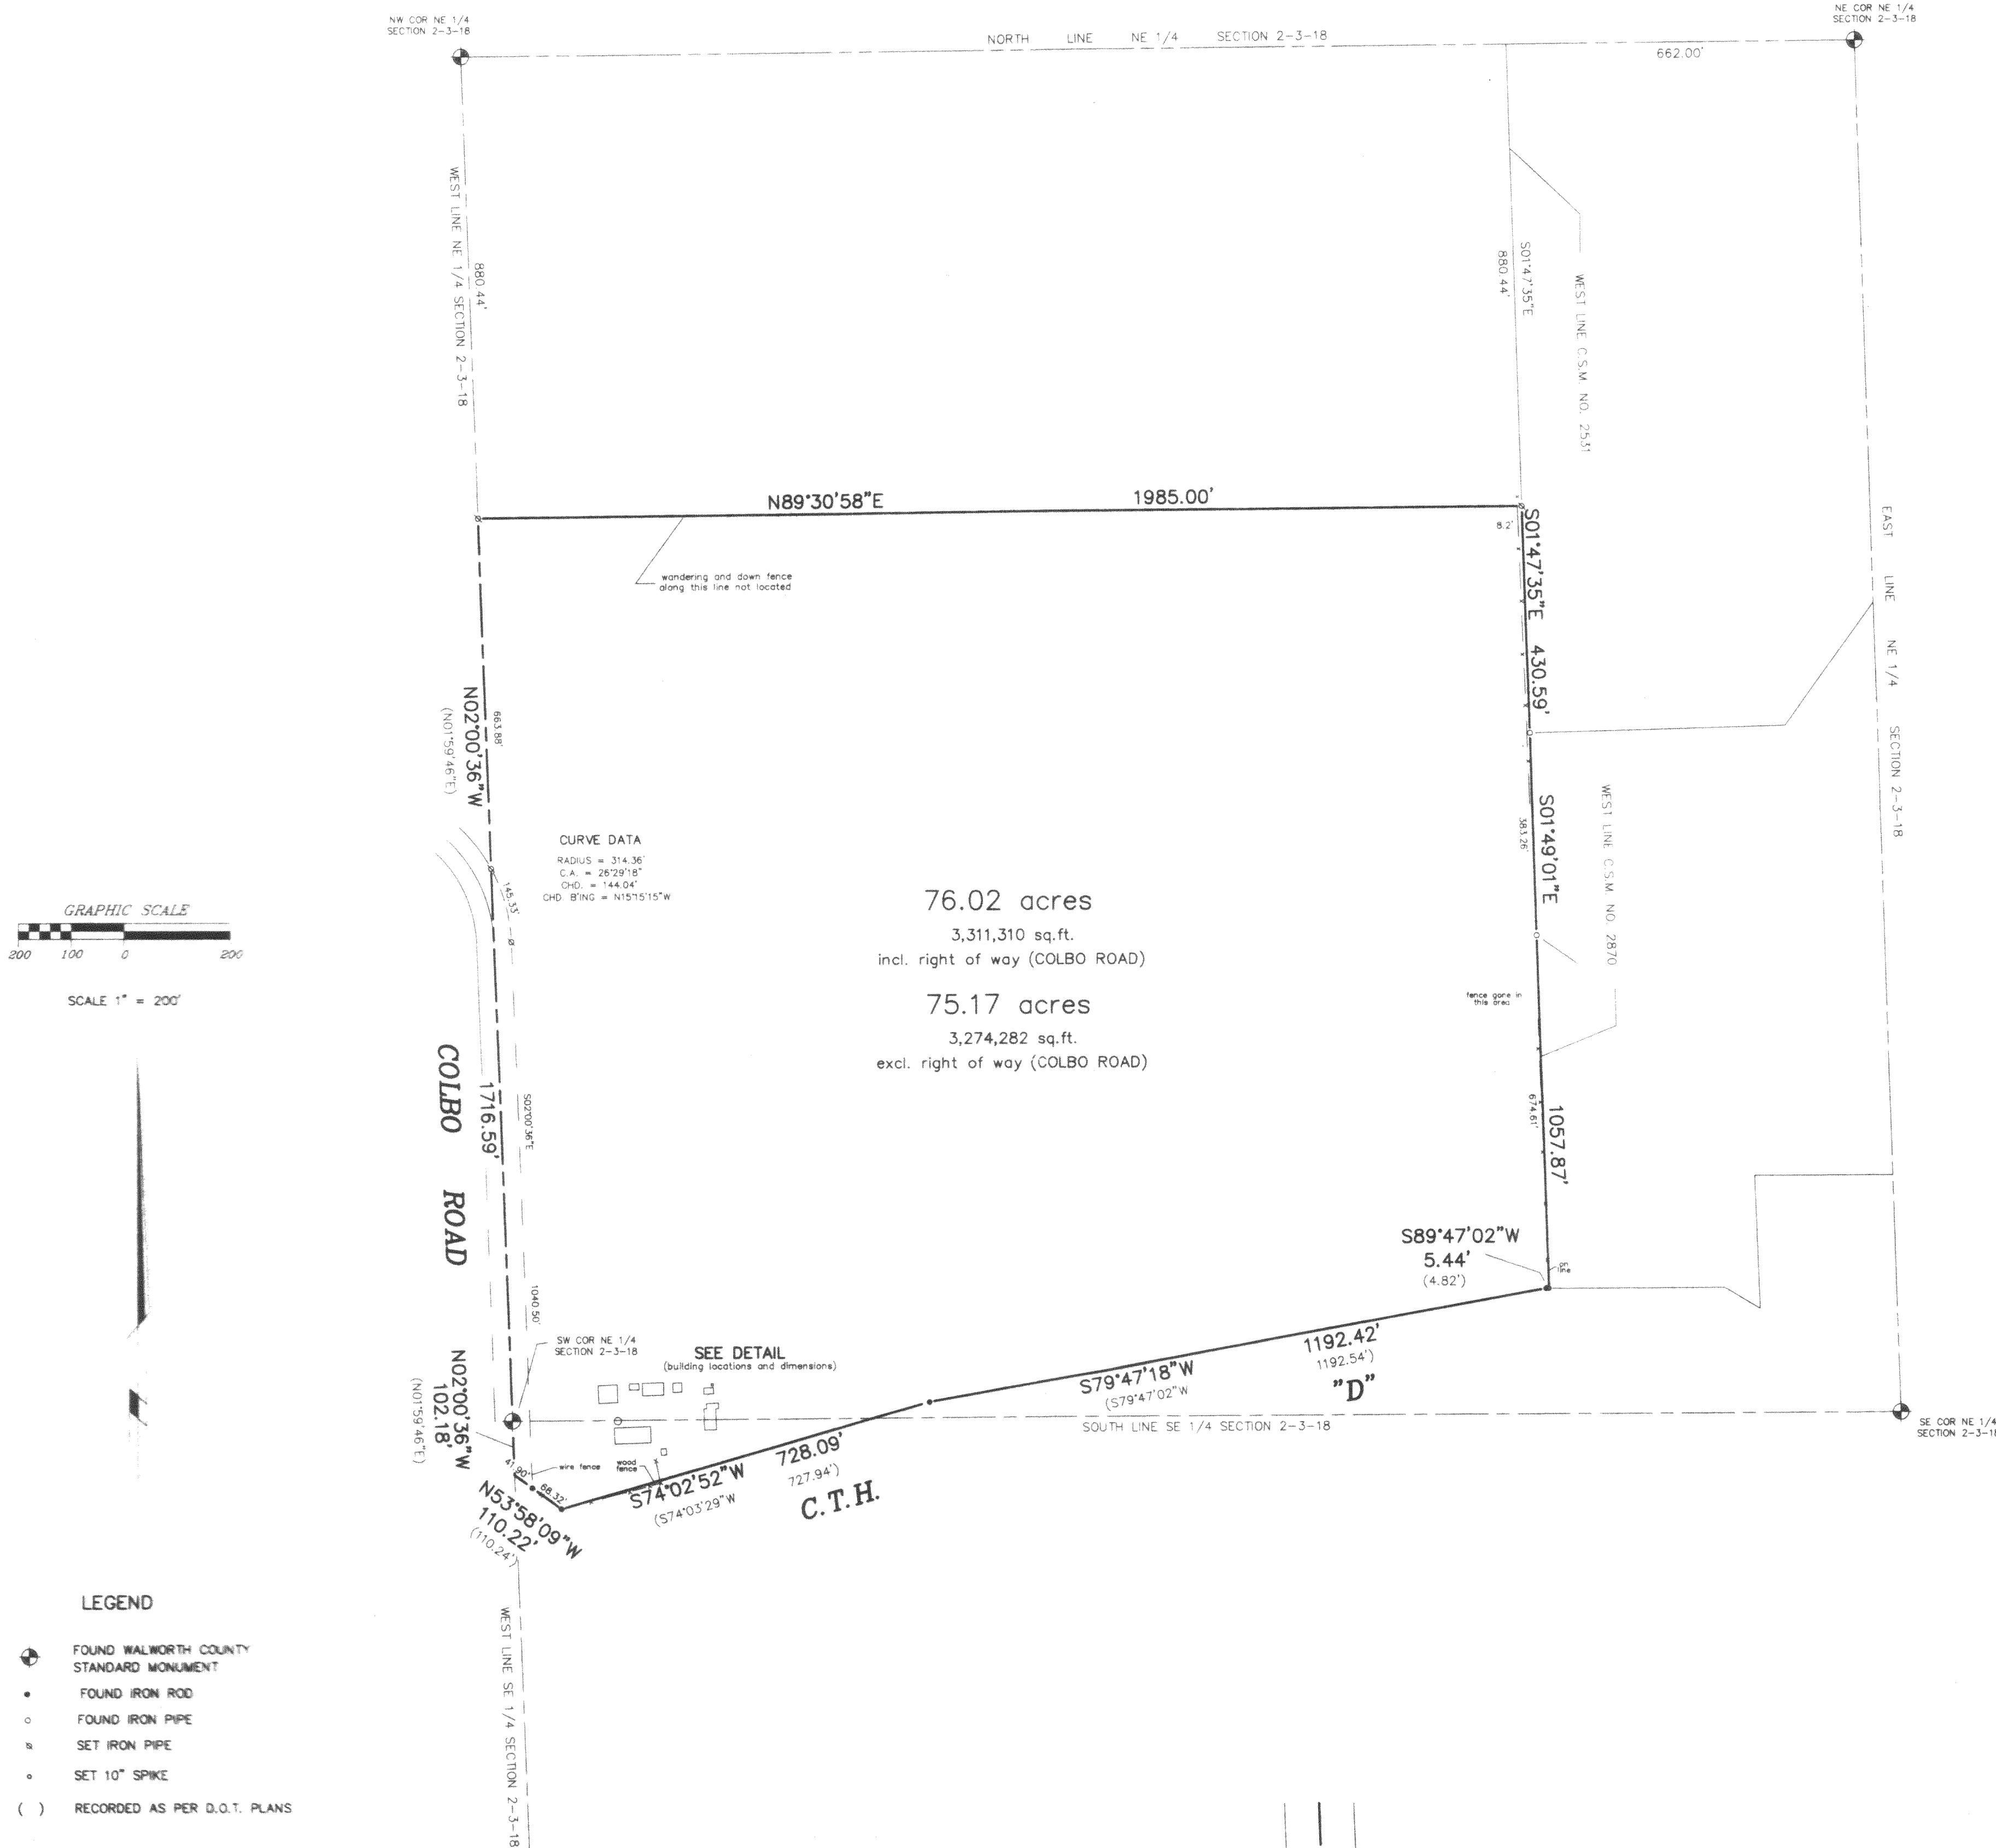 NW COR NE 1/4
SECTION 2-3-18
NE COR NE 1/4
SECTION 2-3-18
NORTH LINE NE 1/4 SECTION 2-3-18
662.00'
WEST LINE NE 1/4 SECTION 2-3-18
880.44'
S01°47'35"E
880.44'
WEST LINE C.S.M. NO. 2531
N89°30'58"E 1985.00'
8.2'
wandering and down fence
along this line not located
S01°47'35"E 430.59'
EAST LINE NE 1/4 SECTION 2-3-18
N02°00'36"W
(N01°59'46"E)
663.88'
S01°49'01"E
383.26'
WEST LINE C.S.M. NO. 2870
CURVE DATA
RADIUS = 314.36'
C.A. = 26°29'18"
CHD. = 144.04'
CHD B'ING = N15°15'15"W
145.33'
76.02 acres
3,311,310 sq.ft.
incl. right of way (COLBO ROAD)
75.17 acres
3,274,282 sq.ft.
excl. right of way (COLBO ROAD)
GRAPHIC SCALE
200 100 0 200
SCALE 1" = 200'
fence gone in
this area
COLBO ROAD
1716.59'
S02°00'36"E
1040.50'
674.61'
1057.87'
S89°47'02"W
5.44'
(4.82')
on
line
SW COR NE 1/4
SECTION 2-3-18
SEE DETAIL
(building locations and dimensions)
1192.42'
1192.54')
S79°47'18"W
(S79°47'02"W
"D"
SOUTH LINE SE 1/4 SECTION 2-3-18
SE COR NE 1/4
SECTION 2-3-18
N02°00'36"W
102.18'
(N01°59'46"E)
41.90'
68.32'
wire fence
wood
fence
728.09'
727.94')
S74°02'52"W
(S74°03'29"W
C.T.H.
N53°58'09"W
110.22'
(110.24')
WEST LINE SE 1/4 SECTION 2-3-18
LEGEND
FOUND WALWORTH COUNTY
STANDARD MONUMENT
FOUND IRON ROD
FOUND IRON PIPE
SET IRON PIPE
SET 10" SPIKE
( ) RECORDED AS PER D.O.T. PLANS